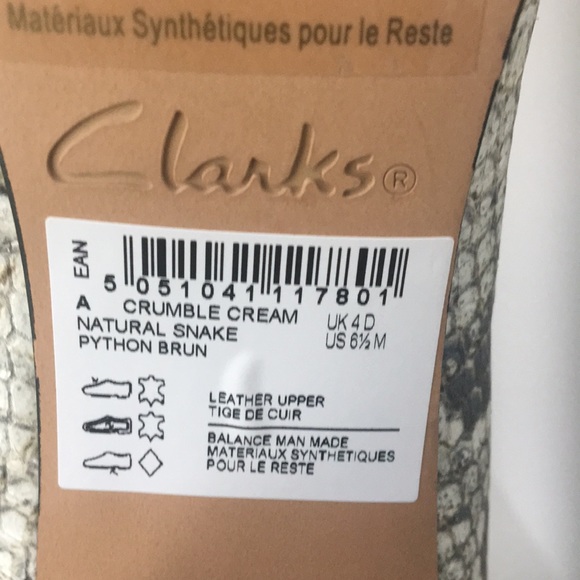 Matériaux Synthétiques pour le Reste
Clarks®
EAN
5 051041 117801
A CRUMBLE CREAM
NATURAL SNAKE
PYTHON BRUN
UK 4 D
US 6½ M
LEATHER UPPER
TIGE DE CUIR
BALANCE MAN MADE
MATERIAUX SYNTHETIQUES
POUR LE RESTE